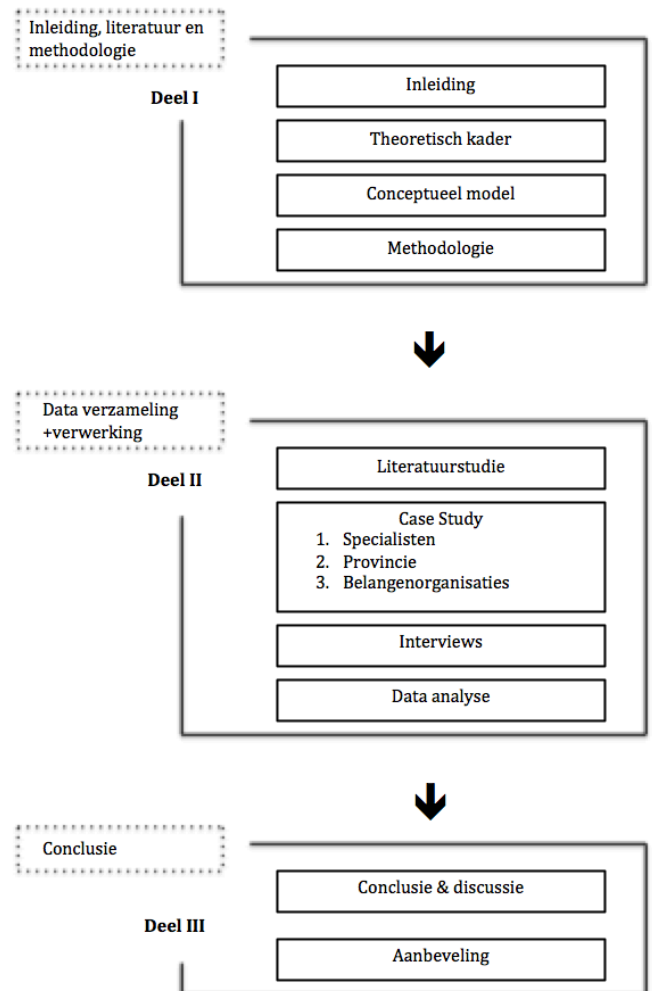 Inleiding, literatuur en
methodologie
Deel I
Inleiding
Theoretisch kader
Conceptueel model
Methodologie
Data verzameling
+verwerking
Deel II
Literatuurstudie
Case Study
1. Specialisten
2. Provincie
3. Belangenorganisaties
Interviews
Data analyse
Conclusie
Deel III
Conclusie & discussie
Aanbeveling